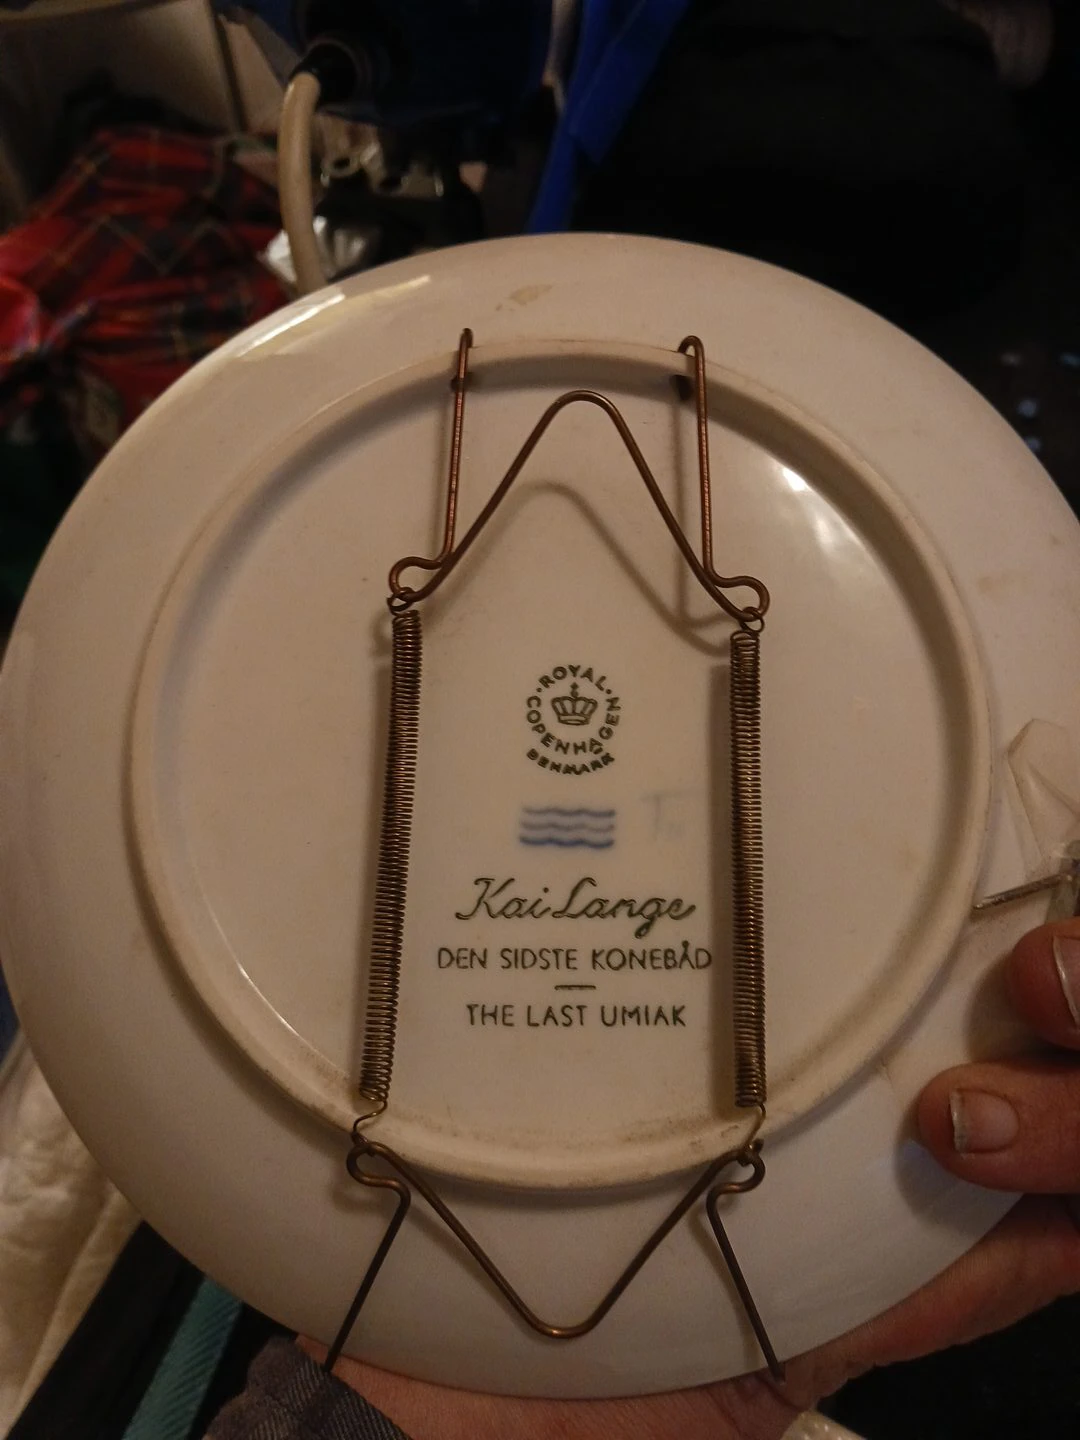 ROYAL · COPENHAGEN ·
DENMARK
Kai Lange
DEN SIDSTE KONEBÅD
THE LAST UMIAK